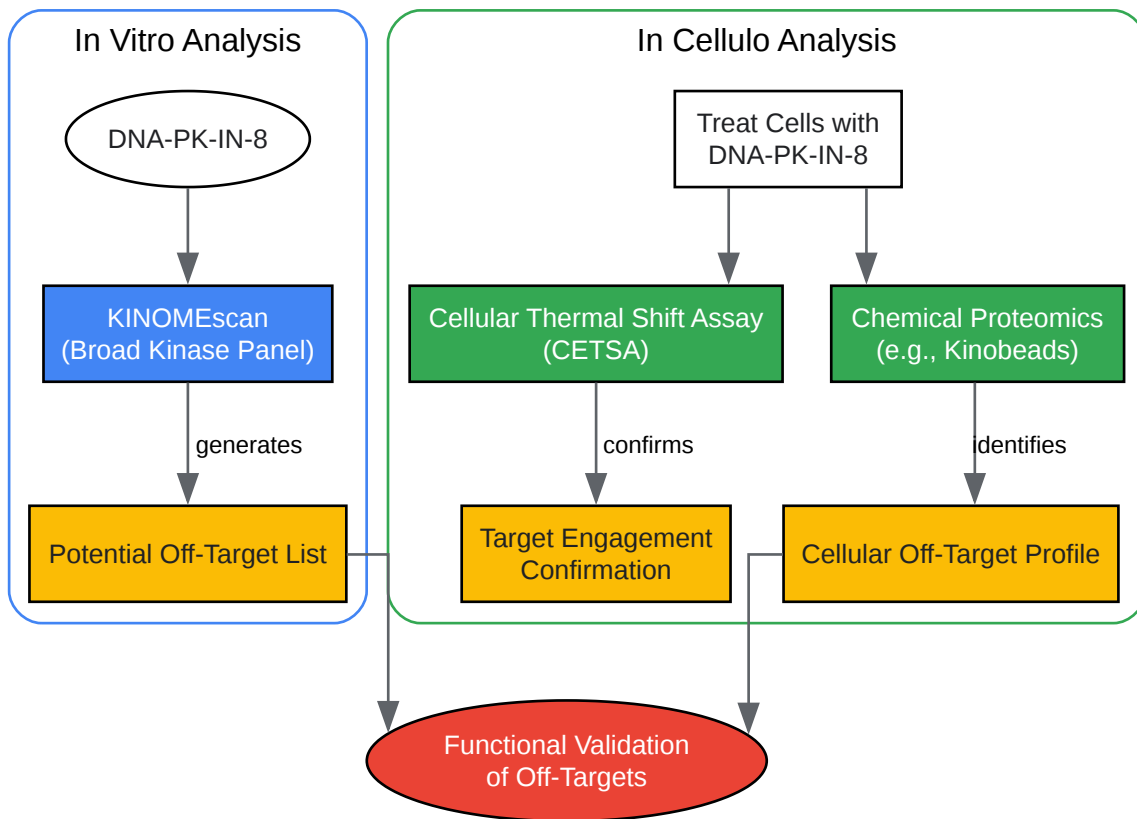 In Vitro Analysis
DNA-PK-IN-8
KINOMEscan
(Broad Kinase Panel)
generates
Potential Off-Target List
In Cellulo Analysis
Treat Cells with
DNA-PK-IN-8
Cellular Thermal Shift Assay
(CETSA)
Chemical Proteomics
(e.g., Kinobeads)
confirms
identifies
Target Engagement
Confirmation
Cellular Off-Target Profile
Functional Validation
of Off-Targets